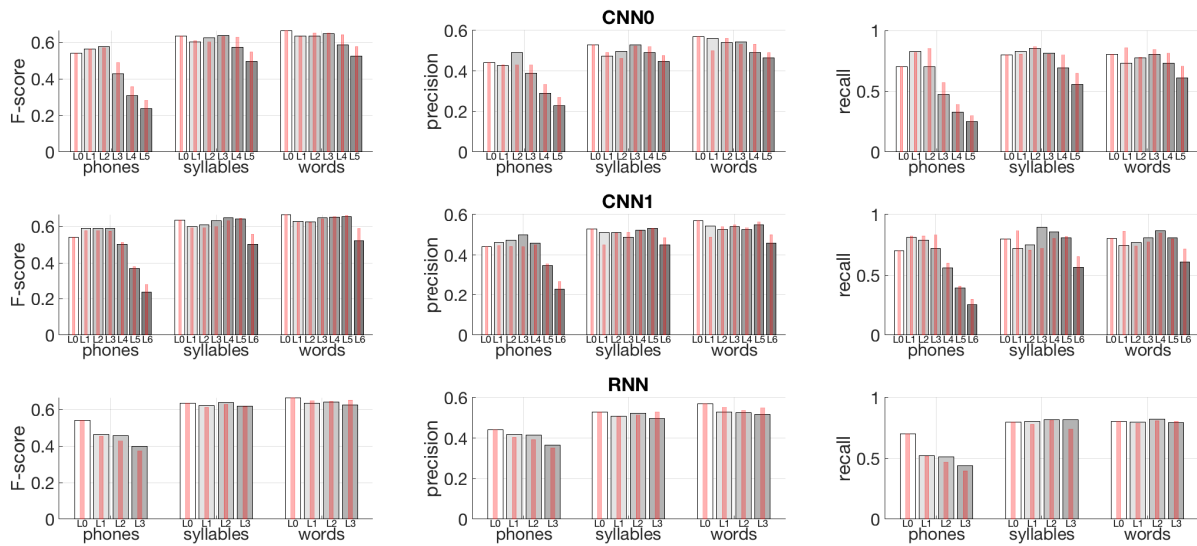 CNN0
F-score
0.6
0.4
0.2
0
L0 L1 L2 L3 L4 L5 L0 L1 L2 L3 L4 L5 L0 L1 L2 L3 L4 L5
phones syllables words
precision
0.6
0.4
0.2
0
L0 L1 L2 L3 L4 L5 L0 L1 L2 L3 L4 L5 L0 L1 L2 L3 L4 L5
phones syllables words
recall
1
0.5
0
L0 L1 L2 L3 L4 L5 L0 L1 L2 L3 L4 L5 L0 L1 L2 L3 L4 L5
phones syllables words
CNN1
F-score
0.6
0.4
0.2
0
L0 L1 L2 L3 L4 L5 L6 L0 L1 L2 L3 L4 L5 L6 L0 L1 L2 L3 L4 L5 L6
phones syllables words
precision
0.6
0.4
0.2
0
L0 L1 L2 L3 L4 L5 L6 L0 L1 L2 L3 L4 L5 L6 L0 L1 L2 L3 L4 L5 L6
phones syllables words
recall
1
0.5
0
L0 L1 L2 L3 L4 L5 L6 L0 L1 L2 L3 L4 L5 L6 L0 L1 L2 L3 L4 L5 L6
phones syllables words
RNN
F-score
0.6
0.4
0.2
0
L0 L1 L2 L3 L0 L1 L2 L3 L0 L1 L2 L3
phones syllables words
precision
0.6
0.4
0.2
0
L0 L1 L2 L3 L0 L1 L2 L3 L0 L1 L2 L3
phones syllables words
recall
1
0.5
0
L0 L1 L2 L3 L0 L1 L2 L3 L0 L1 L2 L3
phones syllables words